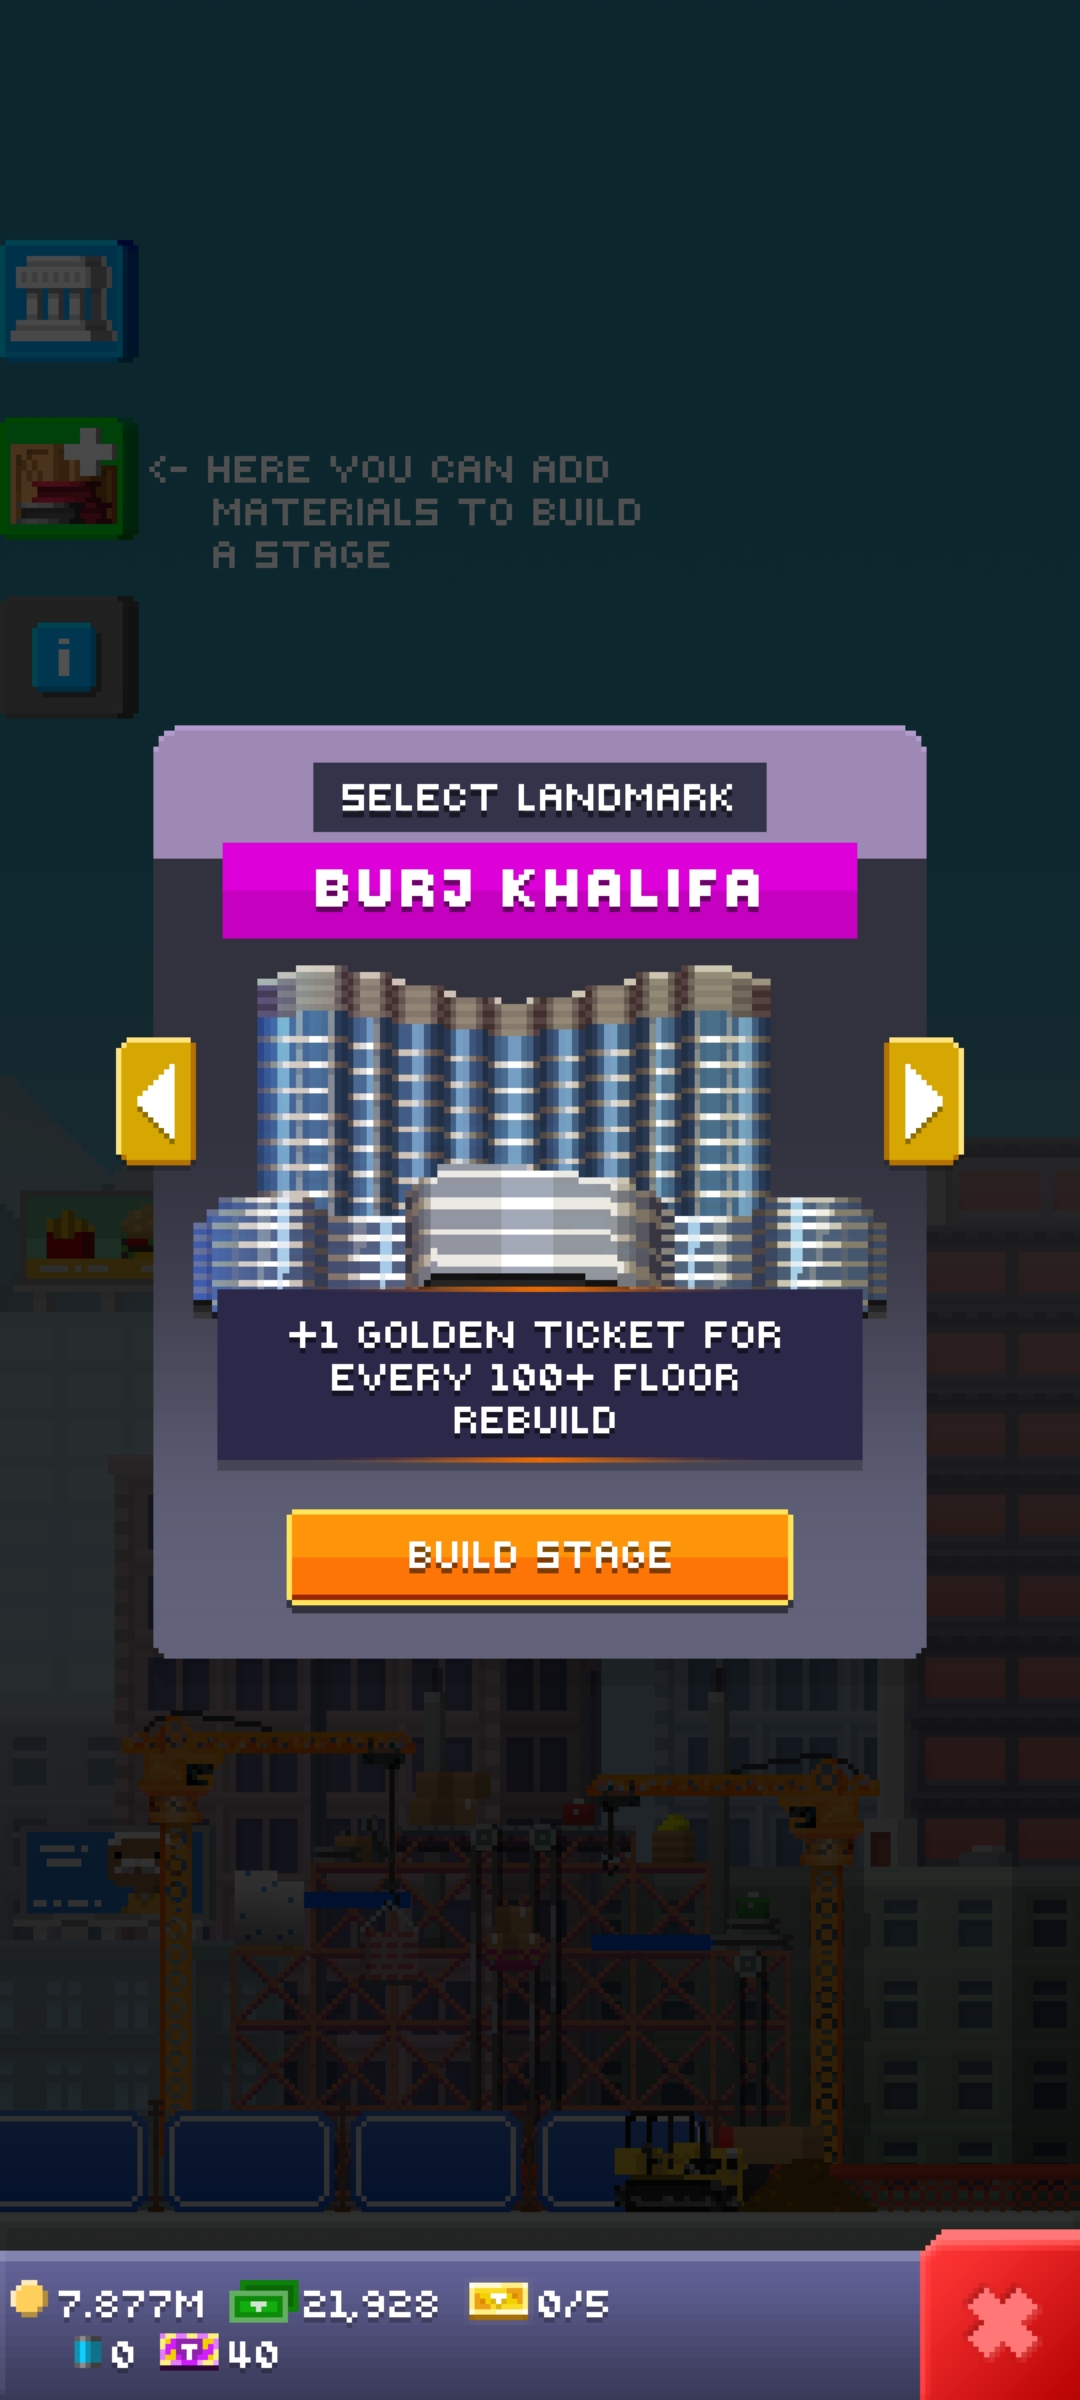 <- HERE YOU CAN ADD
MATERIALS TO BUILD
A STAGE
i
SELECT LANDMARK
BURJ KHALIFA
+1 GOLDEN TICKET FOR
EVERY 100+ FLOOR
REBUILD
BUILD STAGE
7.877M 21,928 0/5
0 T 40